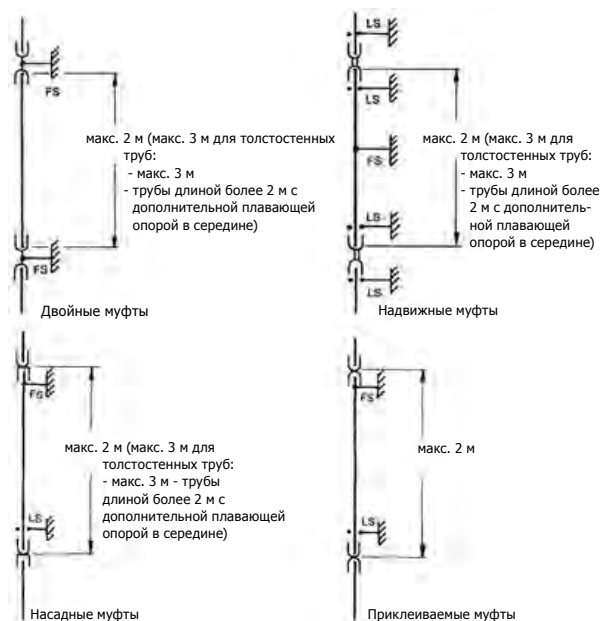 FS
макс. 2 м (макс. 3 м для толстостенных
труб:
- макс. 3 м
- трубы длиной более 2 м с
дополнительной плавающей
опорой в середине)
FS
Двойные муфты
LS
LS
макс. 2 м (макс. 3 м для
толстостенных труб:
- макс. 3 м
- трубы длиной более
2 м с дополнитель-
ной плавающей
опорой в середине)
FS
LS
LS
Надвижные муфты
FS
макс. 2 м (макс. 3 м для
толстостенных труб:
- макс. 3 м - трубы
длиной более 2 м с
дополнительной плавающей
опорой в середине)
LS
Насадные муфты
FS
макс. 2 м
LS
Приклеиваемые муфты